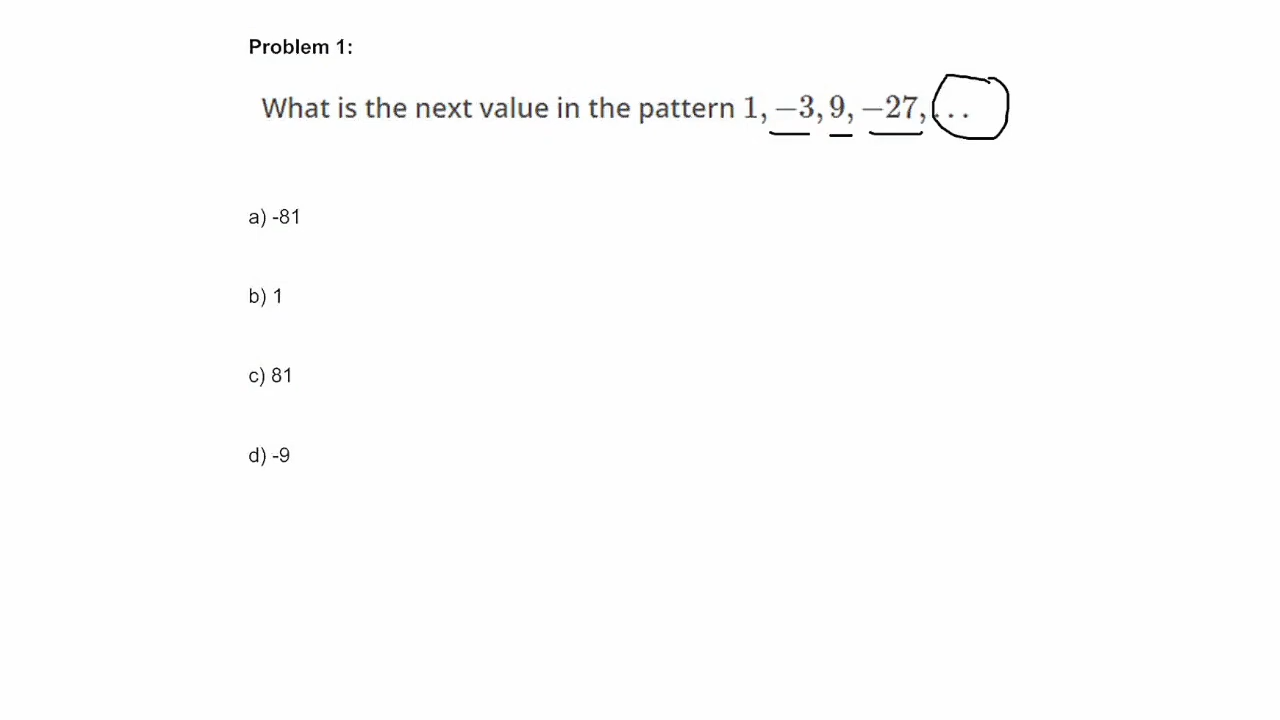 Problem 1:
What is the next value in the pattern 1, −3, 9, −27, ...
a) -81
b) 1
c) 81
d) -9